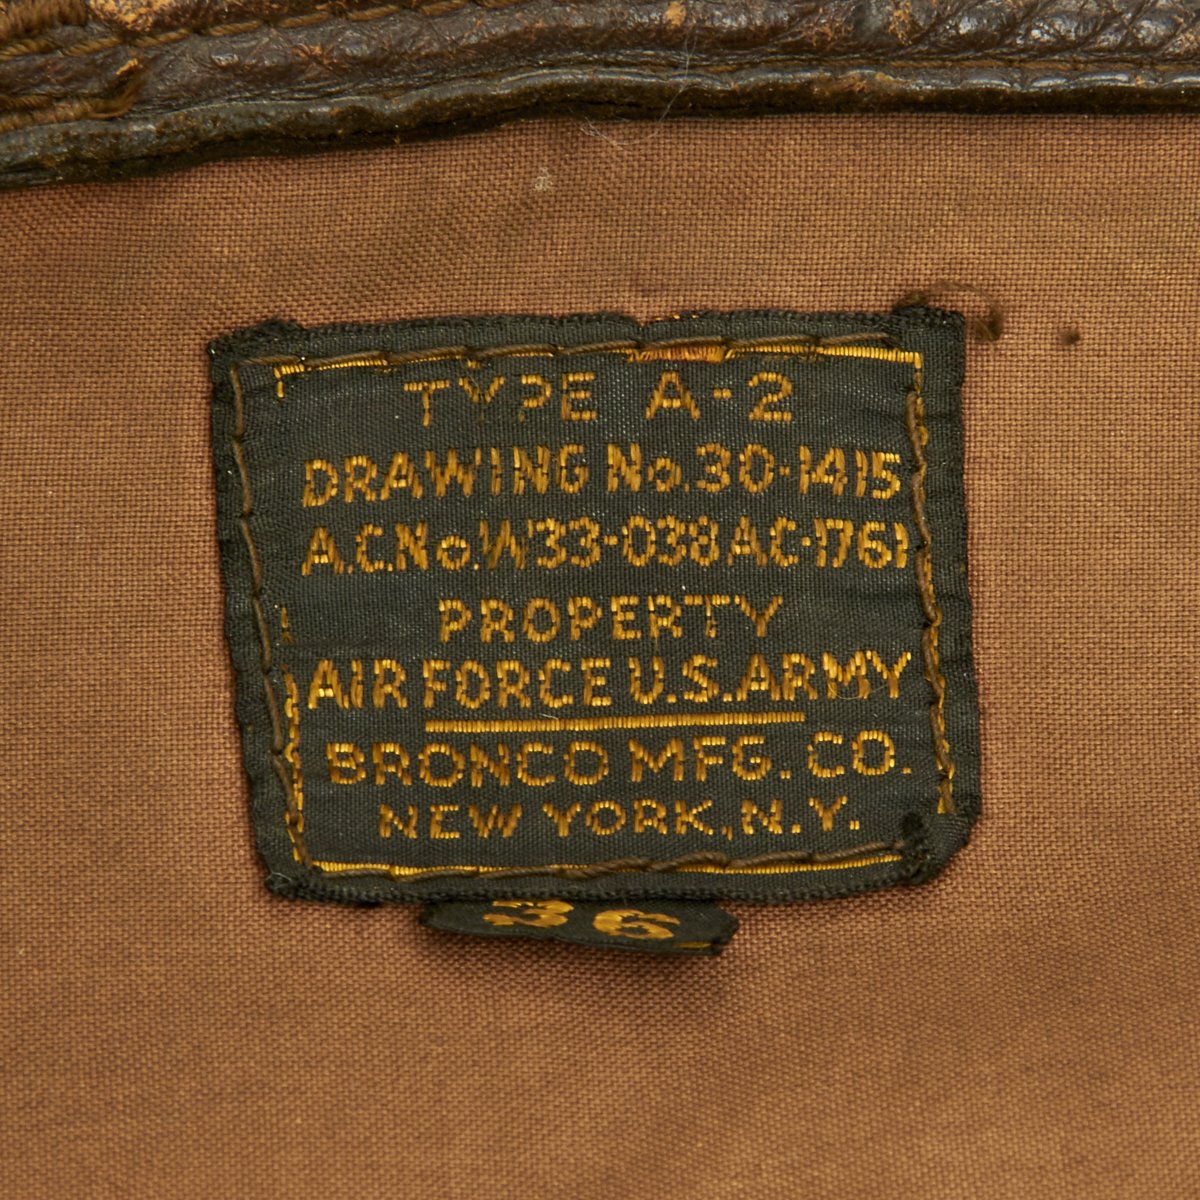 TYPE A-2
DRAWING No. 30-1415
A.C. No. W33-038 AC-1761
PROPERTY
AIR FORCE U.S. ARMY
BRONCO MFG. CO.
NEW YORK, N.Y.
36